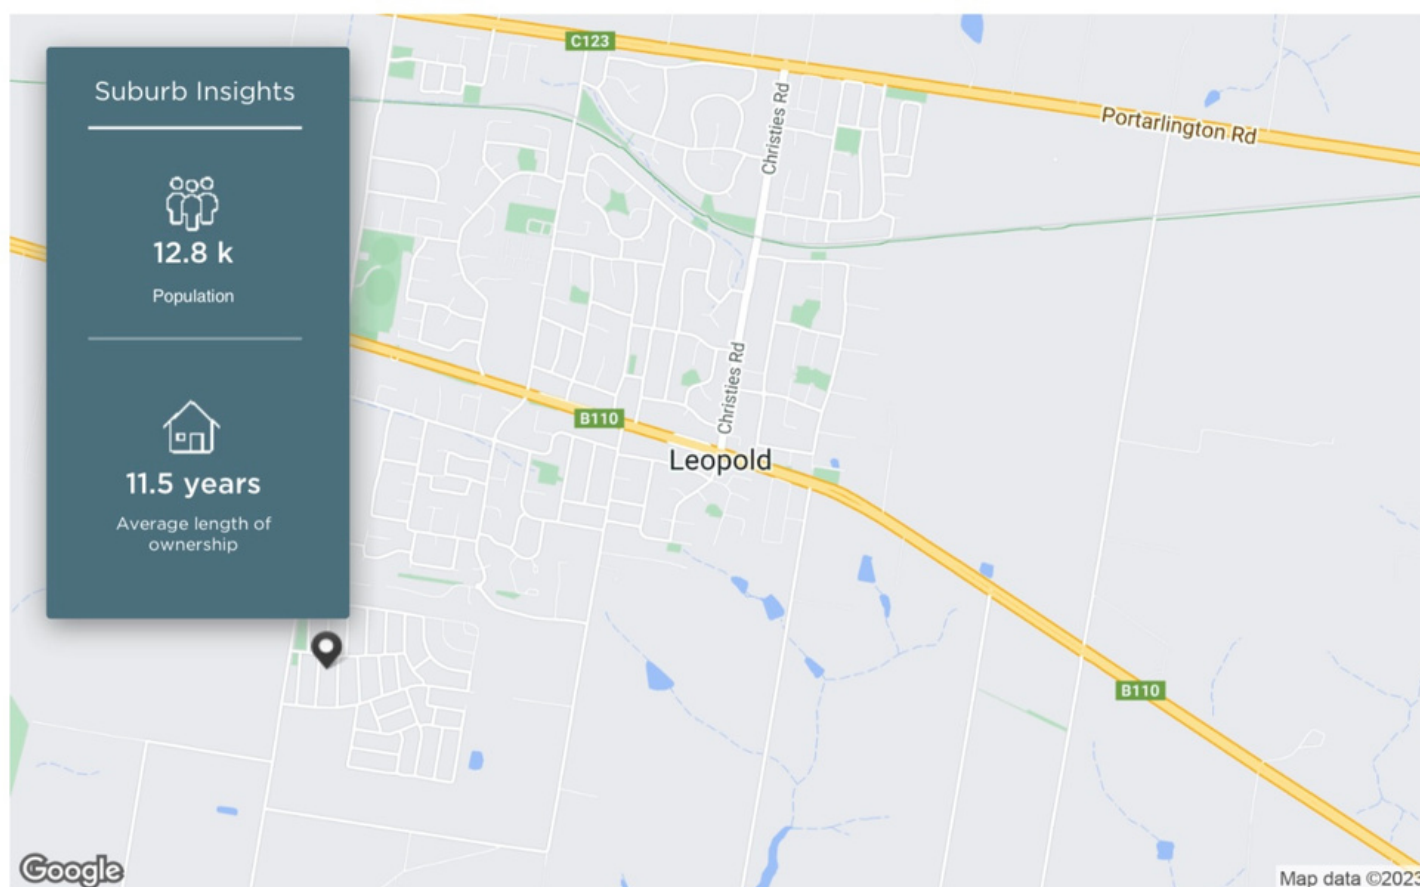 Suburb Insights
12.8 k
Population
11.5 years
Average length of
ownership
C123
Portarlington Rd
Christies Rd
Christies Rd
B110
Leopold
B110
Google
Map data ©2023